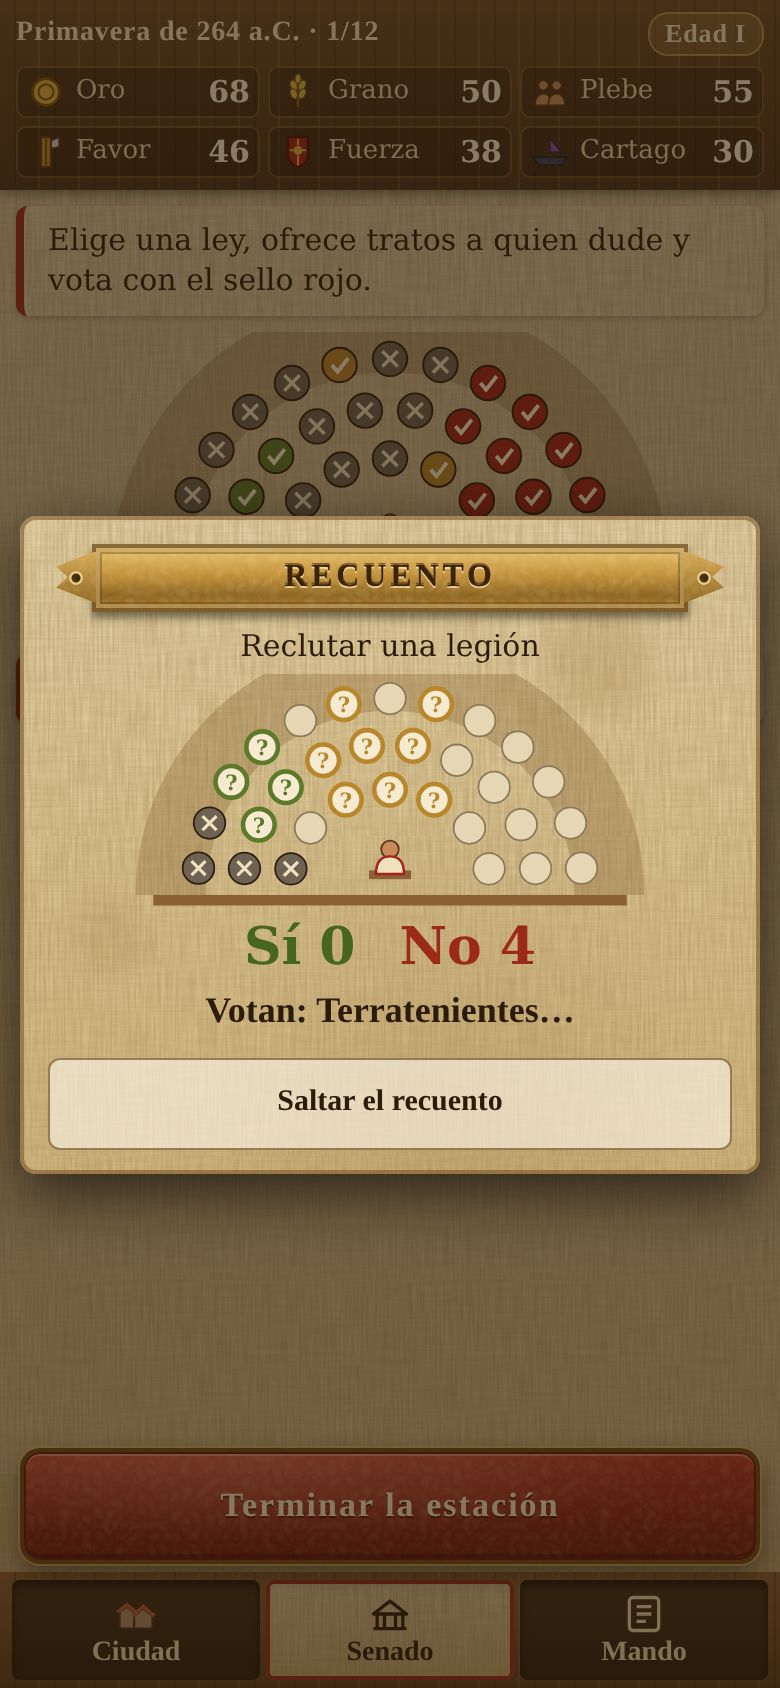 Primavera de 264 a.C. · 1/12
Edad I
Oro 68
Grano 50
Plebe 55
Favor 46
Fuerza 38
Cartago 30
Elige una ley, ofrece tratos a quien dude y
vota con el sello rojo.
RECUENTO
Reclutar una legión
? ?
? ? ? ?
? ? ? ? ?
?
Sí 0 No 4
Votan: Terratenientes…
Saltar el recuento
Terminar la estación
Ciudad
Senado
Mando